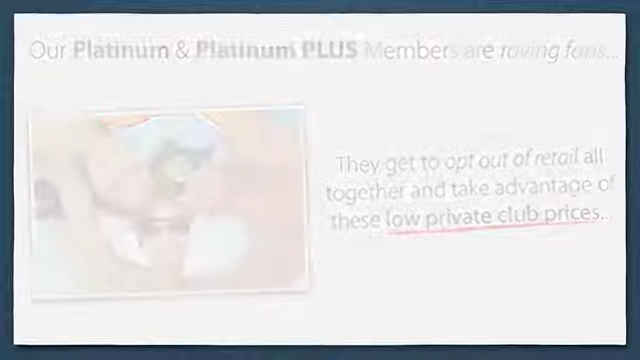 Our Platinum & Platinum PLUS Members are raving fans...
They get to opt out of retail all
together and take advantage of
these low private club prices...